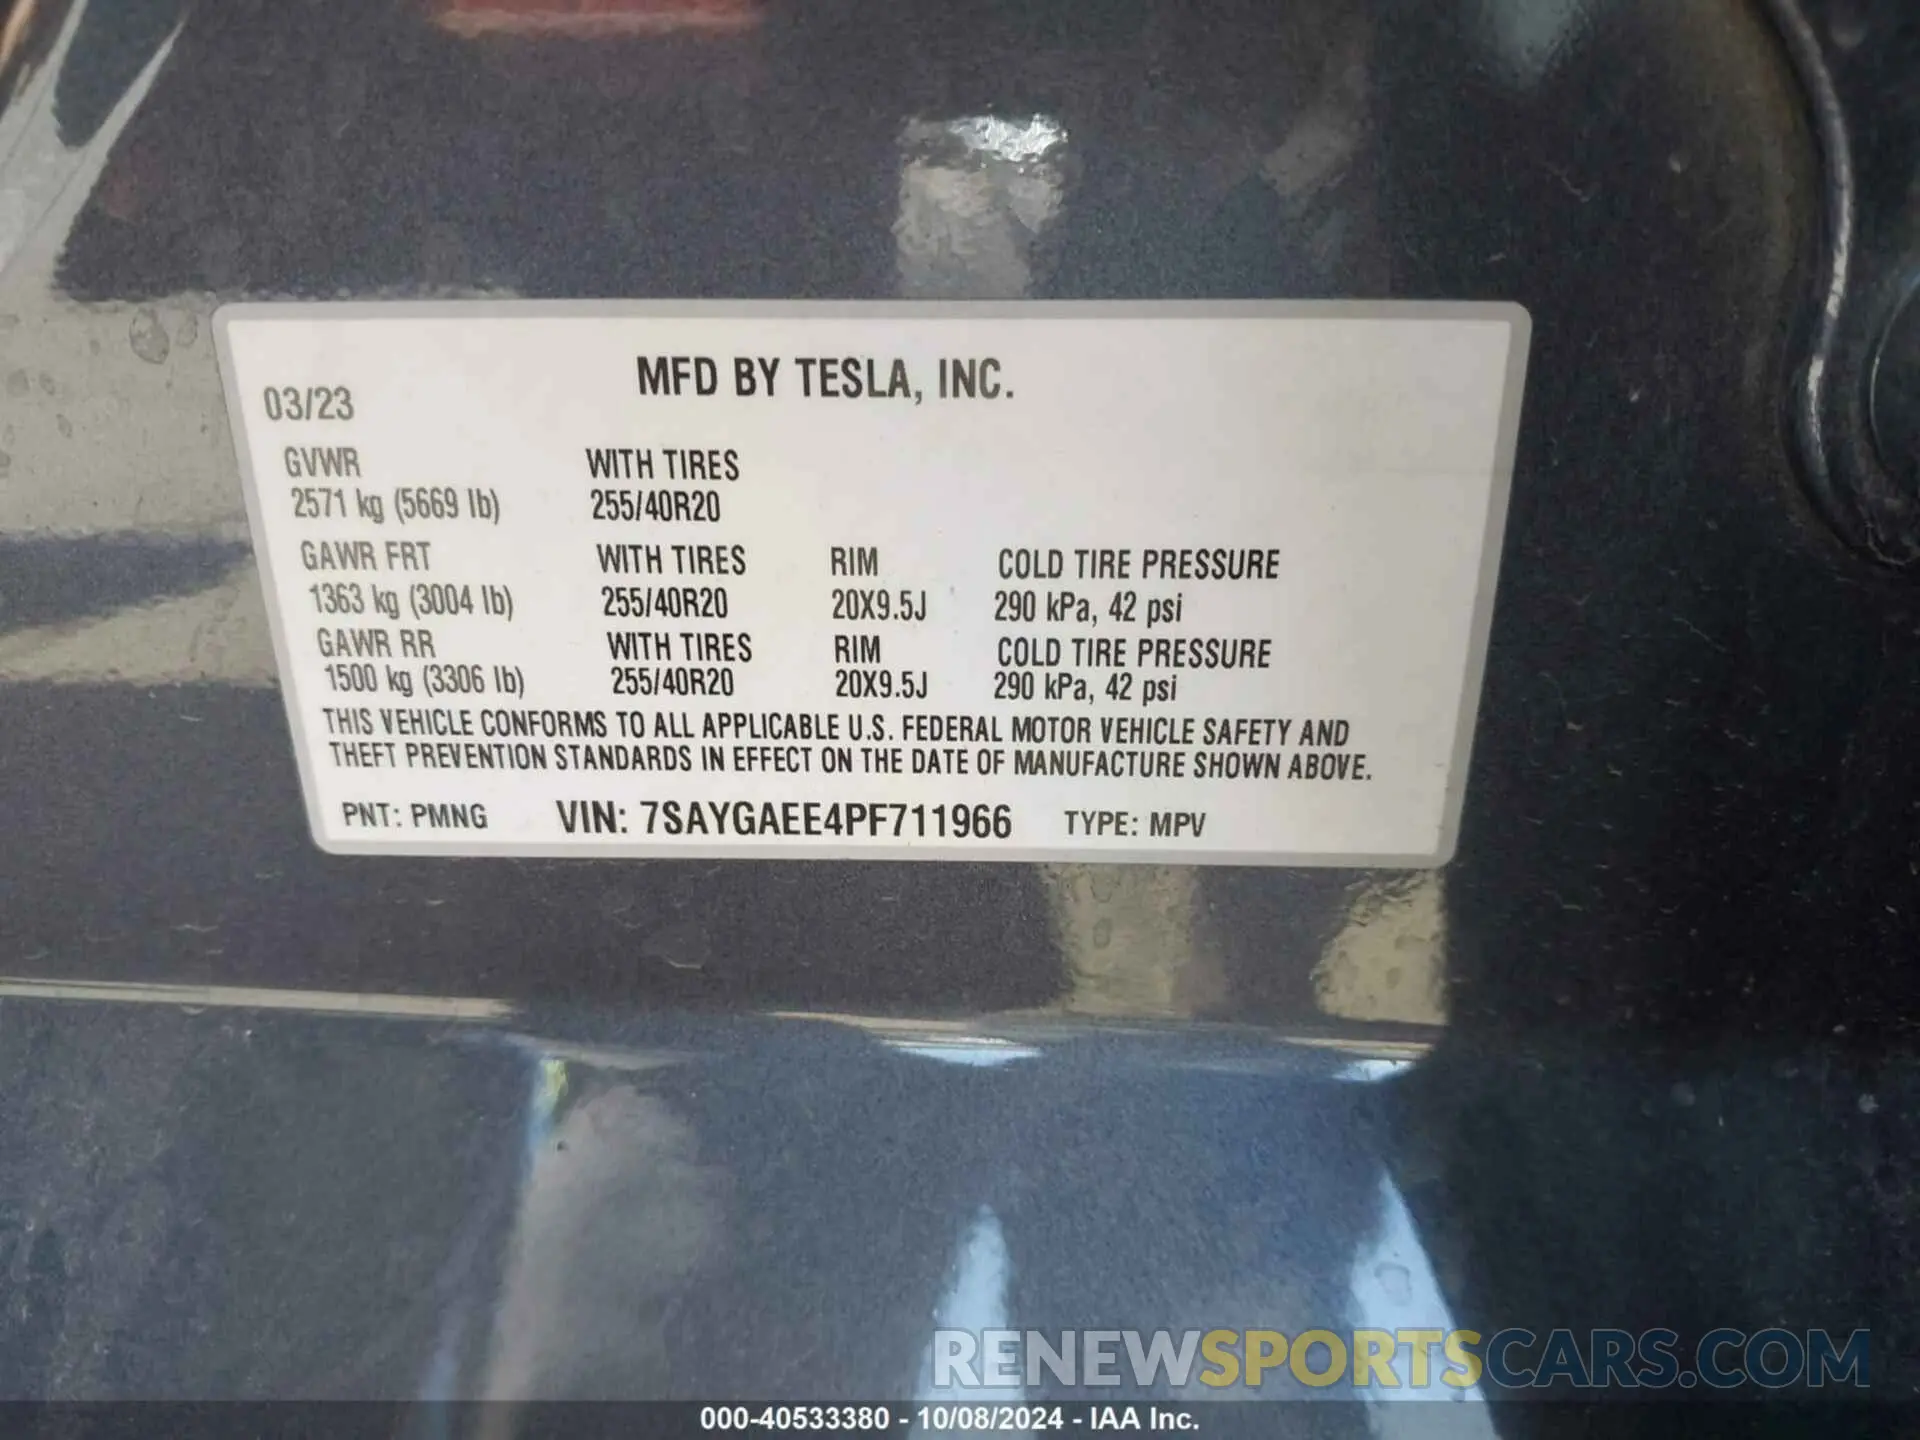 MFD BY TESLA, INC.
03/23
GVWR WITH TIRES
2571 kg (5669 lb) 255/40R20
GAWR FRT WITH TIRES RIM COLD TIRE PRESSURE
1363 kg (3004 lb) 255/40R20 20X9.5J 290 kPa, 42 psi
GAWR RR WITH TIRES RIM COLD TIRE PRESSURE
1500 kg (3306 lb) 255/40R20 20X9.5J 290 kPa, 42 psi
THIS VEHICLE CONFORMS TO ALL APPLICABLE U.S. FEDERAL MOTOR VEHICLE SAFETY AND
THEFT PREVENTION STANDARDS IN EFFECT ON THE DATE OF MANUFACTURE SHOWN ABOVE.
PNT: PMNG VIN: 7SAYGAEE4PF711966 TYPE: MPV
RENEWSPORTSCARS.COM
000-40533380 - 10/08/2024 - IAA Inc.